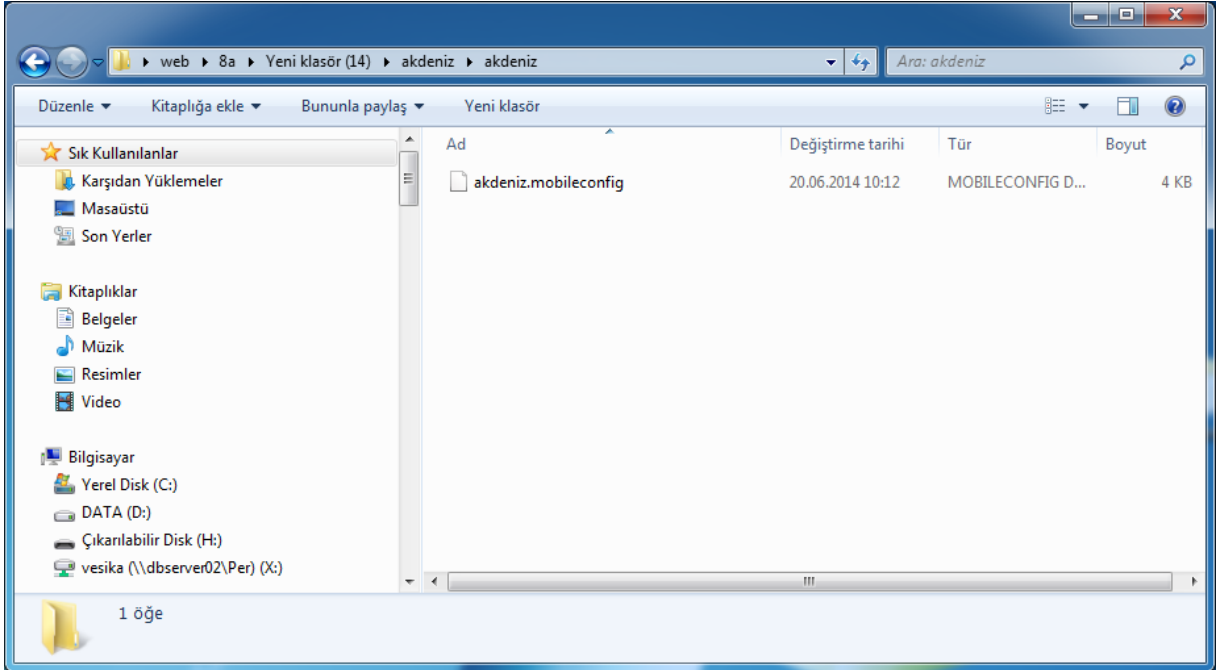 web ▸ 8a ▸ Yeni klasör (14) ▸ akdeniz ▸ akdeniz
Ara: akdeniz
Düzenle Kitaplığa ekle Bununla paylaş Yeni klasör
Sık Kullanılanlar
Karşıdan Yüklemeler
Masaüstü
Son Yerler
Kitaplıklar
Belgeler
Müzik
Resimler
Video
Bilgisayar
Yerel Disk (C:)
DATA (D:)
Çıkarılabilir Disk (H:)
vesika (\\dbserver02\Per) (X:)
Ad Değiştirme tarihi Tür Boyut
akdeniz.mobileconfig 20.06.2014 10:12 MOBILECONFIG D... 4 KB
1 öğe